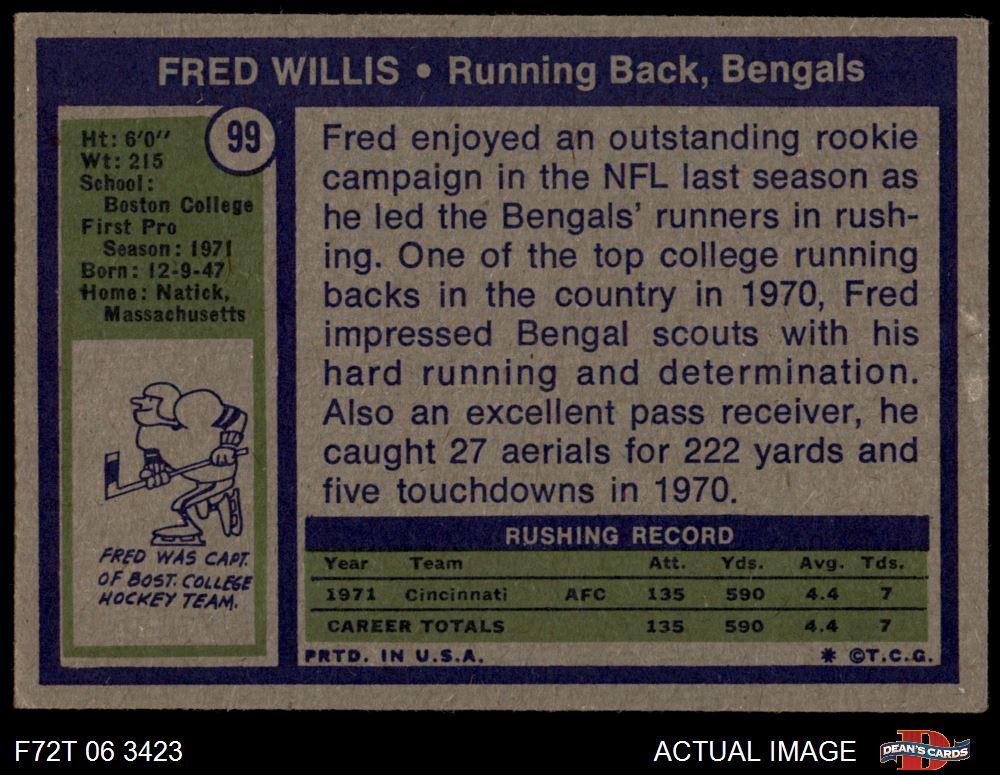 FRED WILLIS • Running Back, Bengals
99
Ht: 6'0"
Wt: 215
School:
Boston College
First Pro
Season: 1971
Born: 12-9-47
Home: Natick,
Massachusetts
FRED WAS CAPT.
OF BOST. COLLEGE
HOCKEY TEAM.
Fred enjoyed an outstanding rookie
campaign in the NFL last season as
he led the Bengals' runners in rush-
ing. One of the top college running
backs in the country in 1970, Fred
impressed Bengal scouts with his
hard running and determination.
Also an excellent pass receiver, he
caught 27 aerials for 222 yards and
five touchdowns in 1970.
RUSHING RECORD
Year Team Att. Yds. Avg. Tds.
1971 Cincinnati AFC 135 590 4.4 7
CAREER TOTALS 135 590 4.4 7
PRTD. IN U.S.A. * ©T.C.G.
F72T 06 3423 ACTUAL IMAGE DEAN'S CARDS